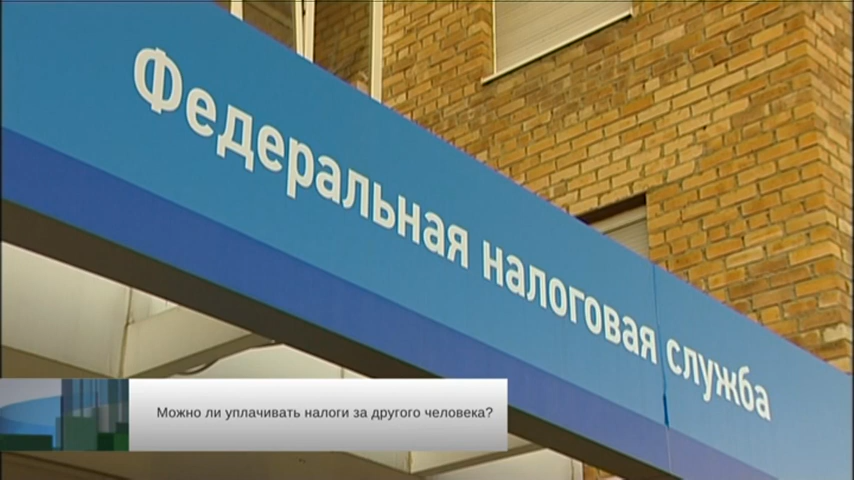 Федеральная налоговая служба
Можно ли уплачивать налоги за другого человека?